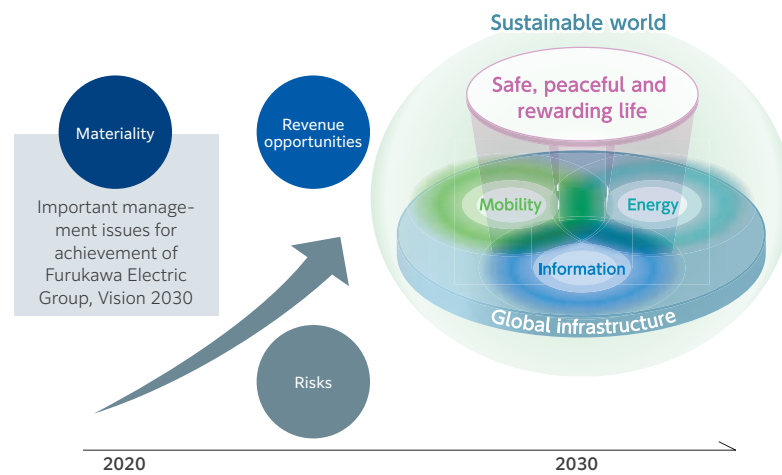 Sustainable world
Safe, peaceful and
rewarding life
Materiality
Revenue
opportunities
Important manage-
ment issues for
achievement of
Furukawa Electric
Group, Vision 2030
Mobility
Energy
Information
Global infrastructure
Risks
2020
2030